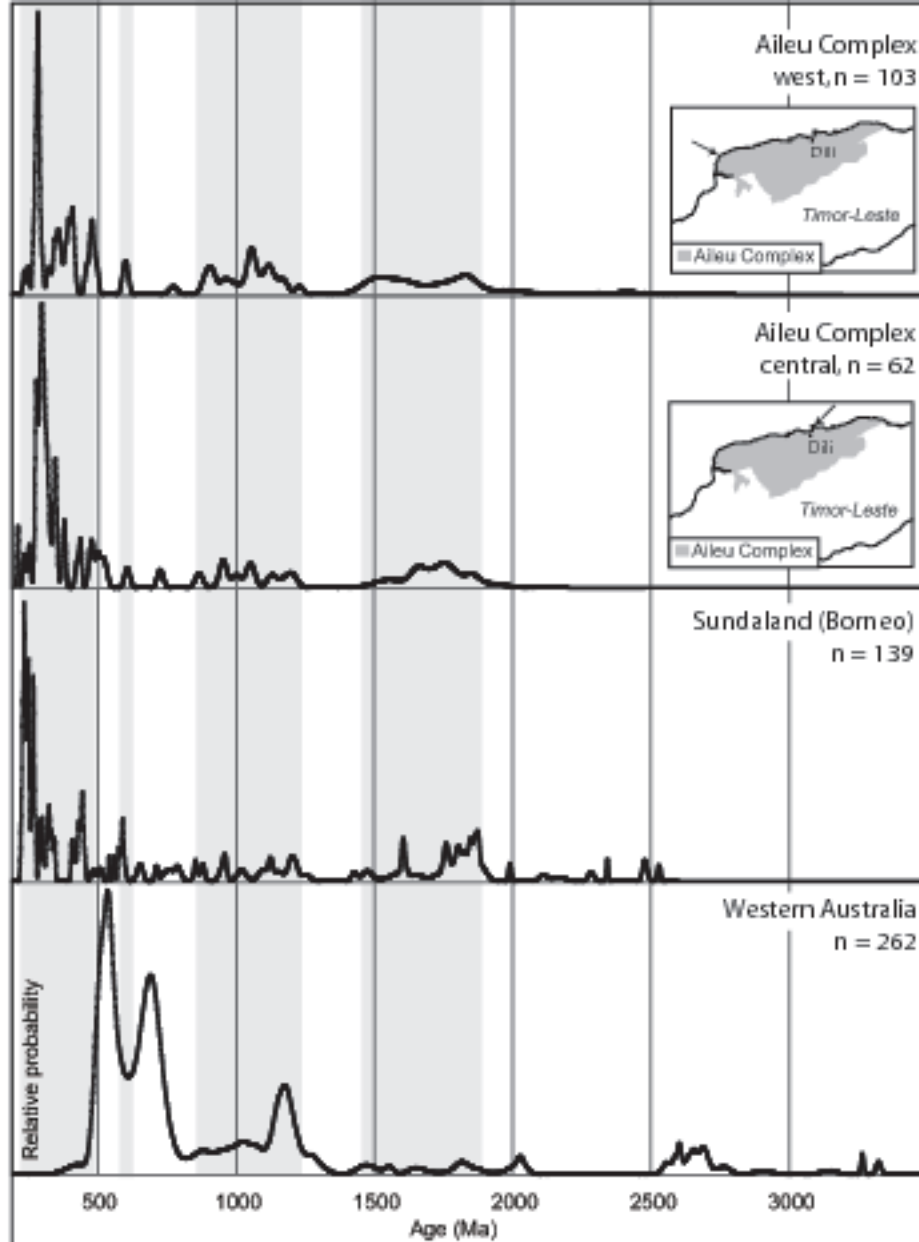 Aileu Complex
west, n = 103
Dili
Timor-Leste
Aileu Complex
Aileu Complex
central, n = 62
Dili
Timor-Leste
Aileu Complex
Sundaland (Borneo)
n = 139
Western Australia
n = 262
Relative probability
500 1000 1500 2000 2500 3000
Age (Ma)